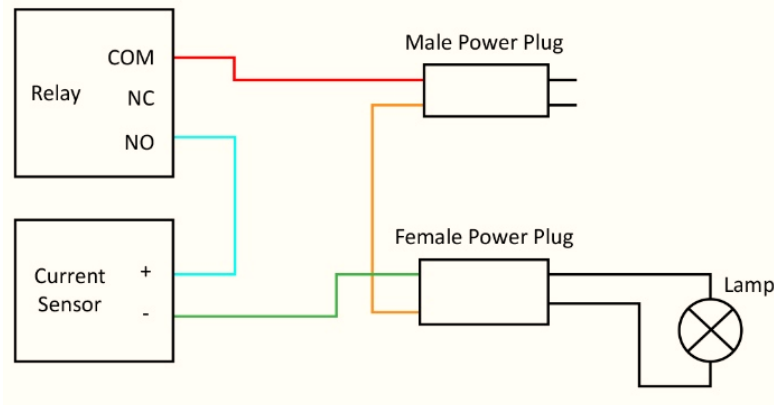 Male Power Plug
COM
Relay
NC
NO
Female Power Plug
Current
Sensor
+
-
Lamp